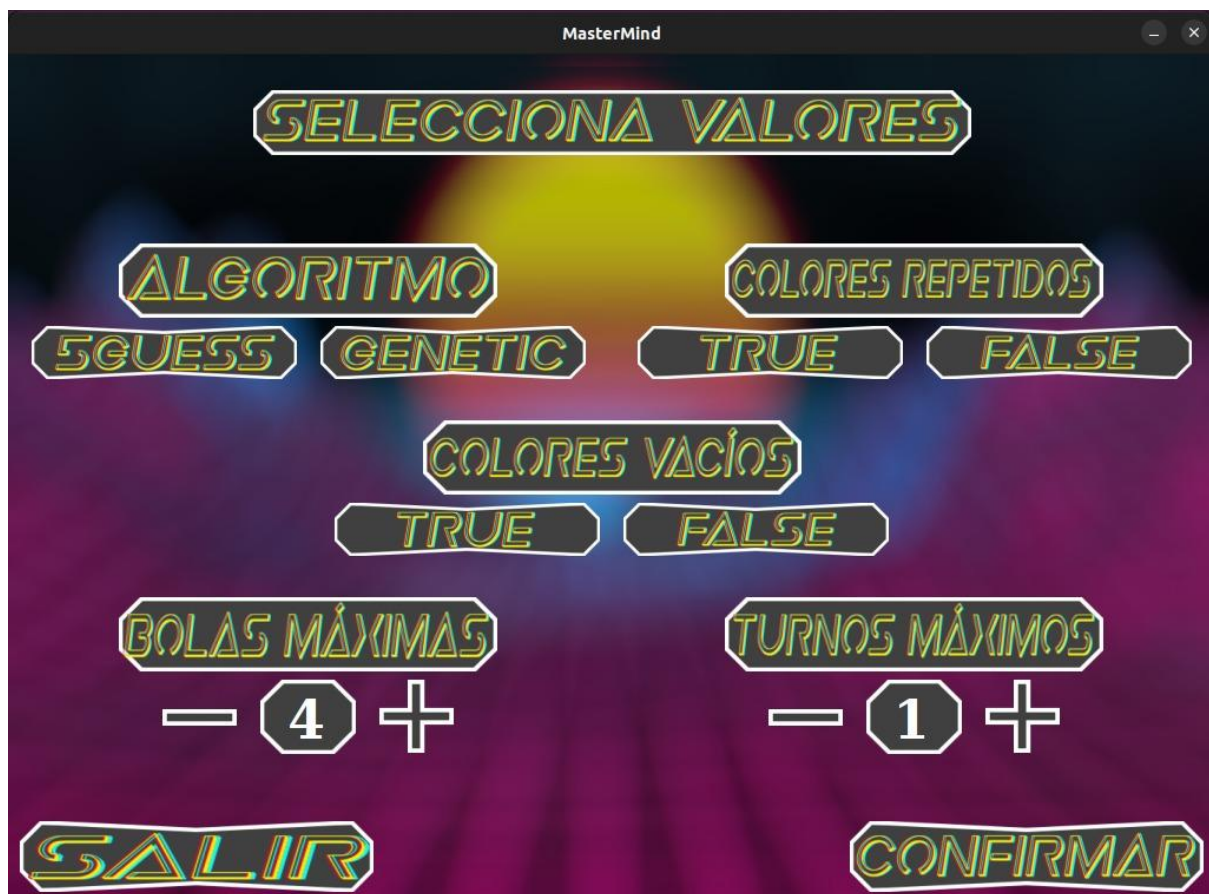 MasterMind
SELECCIONA VALORES
ALGORITMO
COLORES REPETIDOS
5GUESS GENETIC
TRUE FALSE
COLORES VACÍOS
TRUE FALSE
BOLAS MÁXIMAS
TURNOS MÁXIMOS
4
1
SALIR
CONFIRMAR